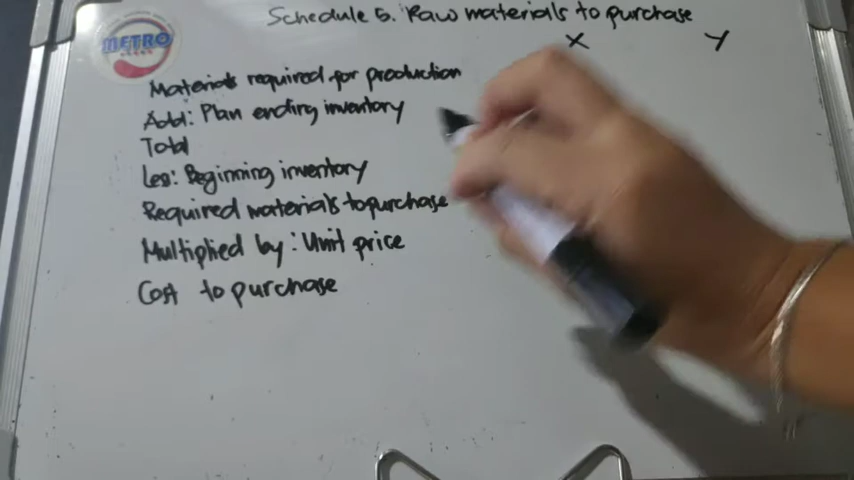 Schedule 5. Raw materials to purchase
X Y
METRO
Materials required for production
Add: Plan ending inventory
Total
Less: Beginning inventory
Required materials to purchase
Multiplied by: Unit price
Cost to purchase